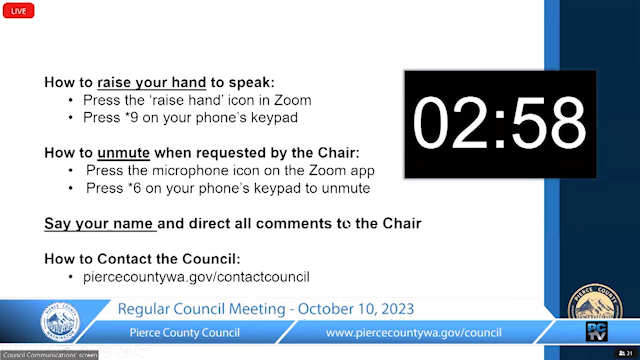 LIVE
How to raise your hand to speak:
• Press the ‘raise hand’ icon in Zoom
• Press *9 on your phone’s keypad
02:58
How to unmute when requested by the Chair:
• Press the microphone icon on the Zoom app
• Press *6 on your phone’s keypad to unmute
Say your name and direct all comments to the Chair
How to Contact the Council:
• piercecountywa.gov/contactcouncil
Regular Council Meeting - October 10, 2023
Pierce County Council
www.piercecountywa.gov/council
PIERCE COUNTY
PCTV
Council Communications' screen